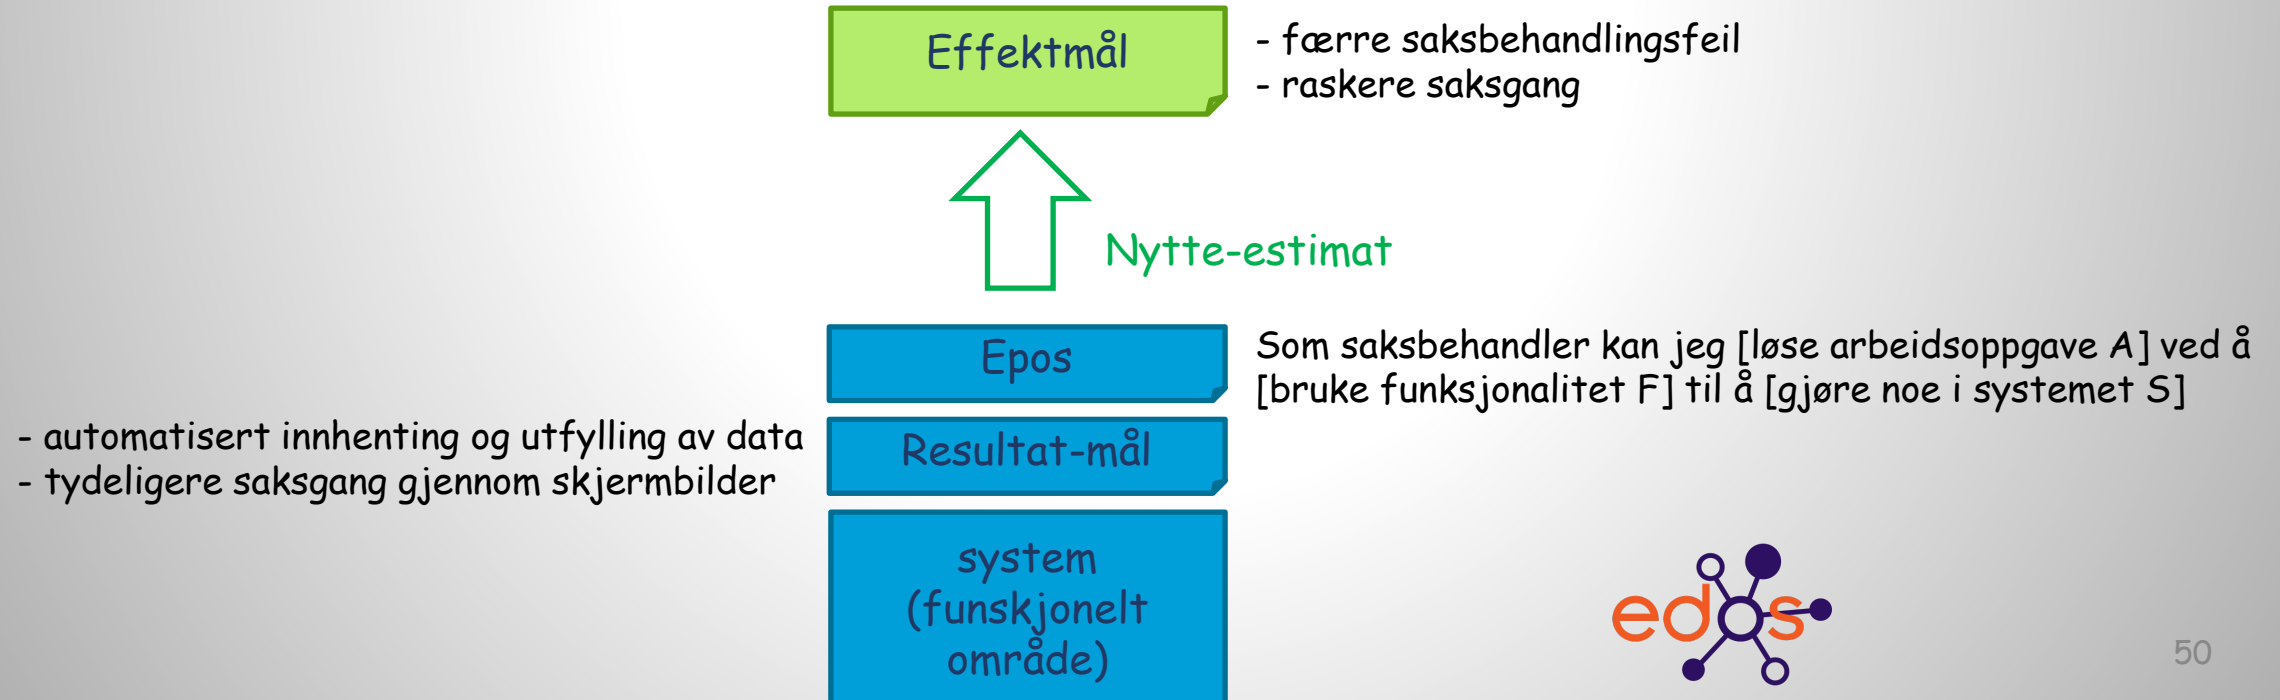 Effektmål
- færre saksbehandlingsfeil
- raskere saksgang
Nytte-estimat
Epos
Som saksbehandler kan jeg [løse arbeidsoppgave A] ved å
[bruke funksjonalitet F] til å [gjøre noe i systemet S]
- automatisert innhenting og utfylling av data
- tydeligere saksgang gjennom skjermbilder
Resultat-mål
system
(funskjonelt
område)
edos
50